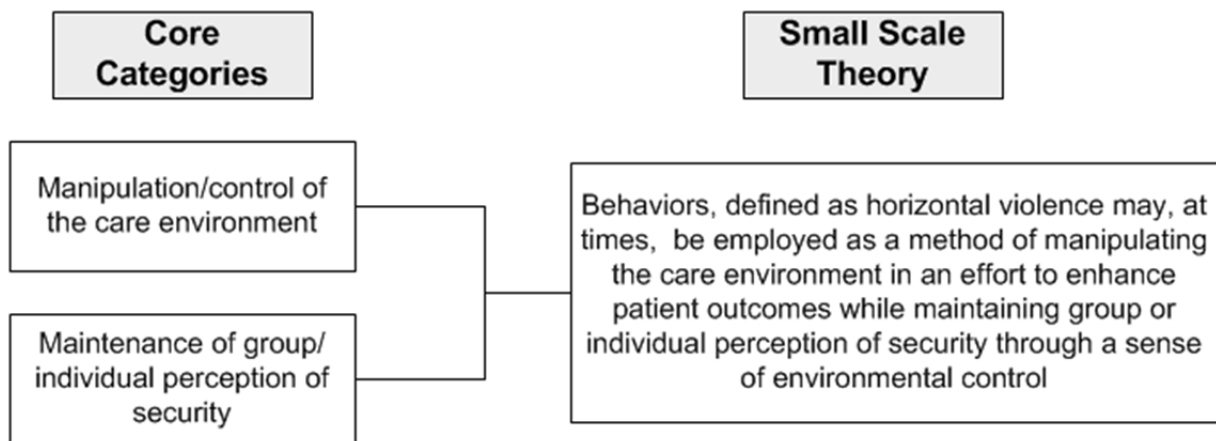 Core
Categories
Small Scale
Theory
Manipulation/control of
the care environment
Maintenance of group/
individual perception of
security
Behaviors, defined as horizontal violence may, at
times,  be employed as a method of manipulating
the care environment in an effort to enhance
patient outcomes while maintaining group or
individual perception of security through a sense
of environmental control